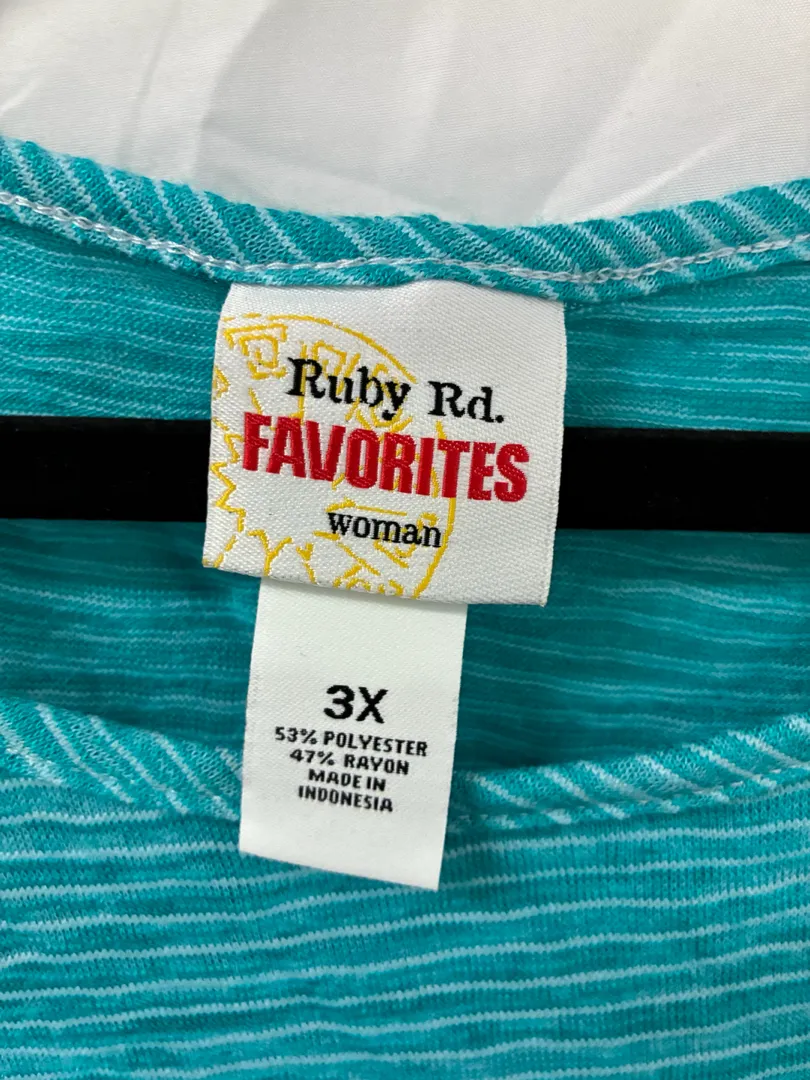 Ruby Rd.
FAVORITES
woman
3X
53% POLYESTER
47% RAYON
MADE IN
INDONESIA